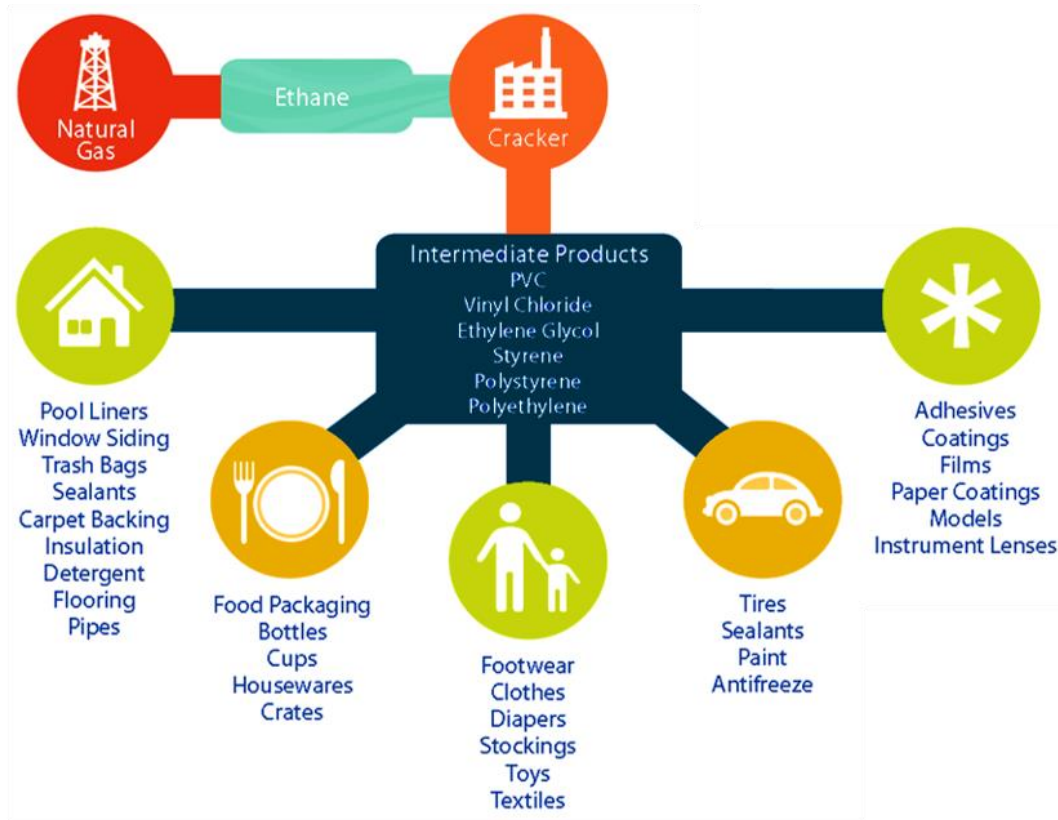 Natural
Gas
Ethane
Cracker
Intermediate Products
PVC
Vinyl Chloride
Ethylene Glycol
Styrene
Polystyrene
Polyethylene
Pool Liners
Window Siding
Trash Bags
Sealants
Carpet Backing
Insulation
Detergent
Flooring
Pipes
Food Packaging
Bottles
Cups
Housewares
Crates
Footwear
Clothes
Diapers
Stockings
Toys
Textiles
Tires
Sealants
Paint
Antifreeze
Adhesives
Coatings
Films
Paper Coatings
Models
Instrument Lenses